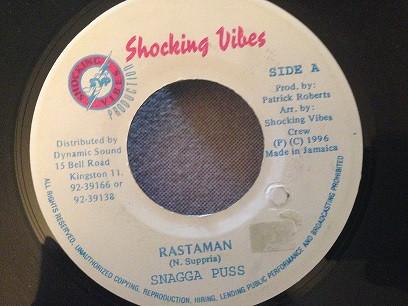 Shocking Vibes
SHOCKING VIBES
PRODUCTION
SIDE A
Prod. by:
Patrick Roberts
Arr. by:
Shocking Vibes
Crew
(P) (C) 1996
Made in Jamaica
Distributed by
Dynamic Sound
15 Bell Road
Kingston 11.
92-39166 or
92-39138
RASTAMAN
(N. Suppria)
SNAGGA PUSS
ALL RIGHTS RESERVED, UNAUTHORIZED COPYING, REPRODUCTION, HIRING, LENDING PUBLIC PERFORMANCE AND BROADCASTING PROHIBITED